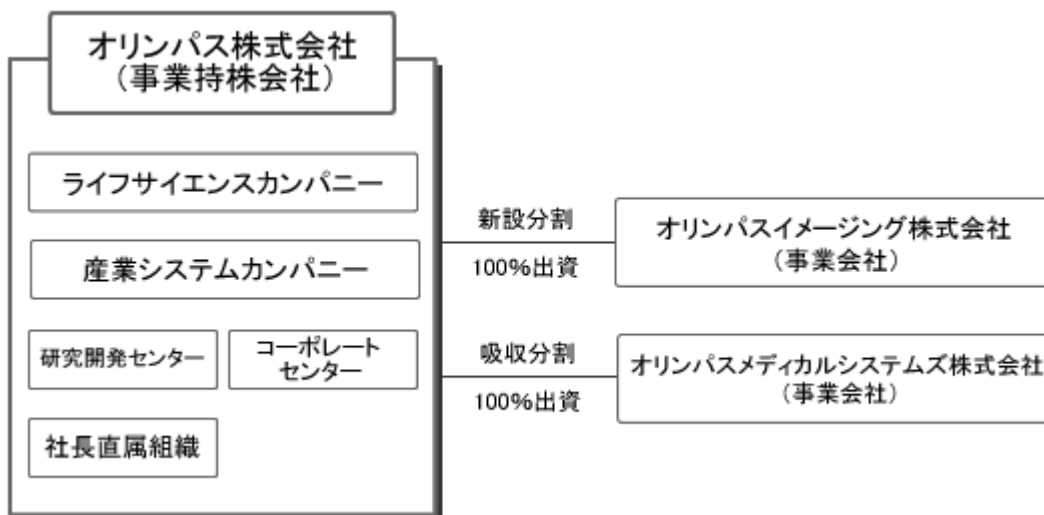 オリンパス株式会社
（事業持株会社）
ライフサイエンスカンパニー
産業システムカンパニー
研究開発センター
コーポレート
センター
社長直属組織
新設分割
100%出資
オリンパスイメージング株式会社
（事業会社）
吸収分割
100%出資
オリンパスメディカルシステムズ株式会社
（事業会社）